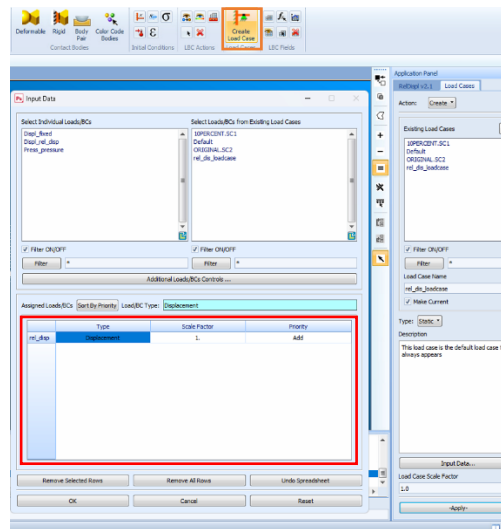 Deformable Rigid Body Pair Color Code Bodies
Create Load Case
Contact Bodies Initial Conditions LBC Actions Load Cases LBC Fields
Application Panel
RelDispl v2.1 Load Cases
Action: Create
Input Data
Select Individual Loads/BCs Select Loads/BCs from Existing Load Cases
Displ_fixed
Displ_rel_disp
Press_pressure
10PERCENT.SC1
Default
ORIGINAL.SC2
rel_dis_loadcase
Filter ON/OFF Filter ON/OFF
Filter * Filter *
Additional Loads/BCs Controls ...
Assigned Loads/BCs Sort By Priority Load/BC Type: Displacement
Type Scale Factor Priority
rel_disp Displacement 1. Add
Remove Selected Rows Remove All Rows Undo Spreadsheet
OK Cancel Reset
Existing Load Cases
10PERCENT.SC1
Default
ORIGINAL.SC2
rel_dis_loadcase
Filter ON/OFF
Filter *
Load Case Name
rel_dis_loadcase
Make Current
Type: Static
Description
This load case is the default load case
always appears
Input Data...
Load Case Scale Factor
1.0
-Apply-